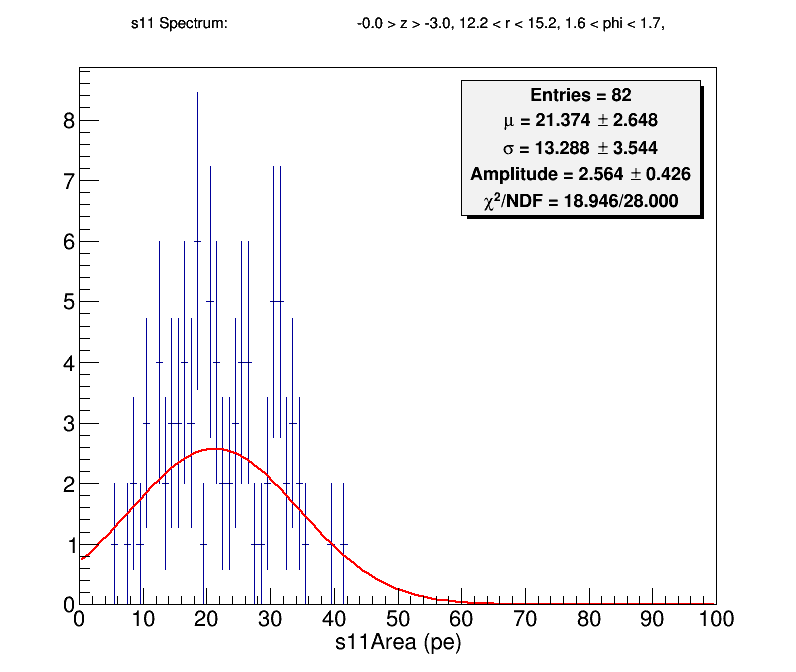 s11 Spectrum: -0.0 > z > -3.0, 12.2 < r < 15.2, 1.6 < phi < 1.7,
Entries = 82
μ = 21.374 ± 2.648
σ = 13.288 ± 3.544
Amplitude = 2.564 ± 0.426
χ²/NDF = 18.946/28.000
8
7
6
5
4
3
2
1
0
0 10 20 30 40 50 60 70 80 90 100
s11Area (pe)